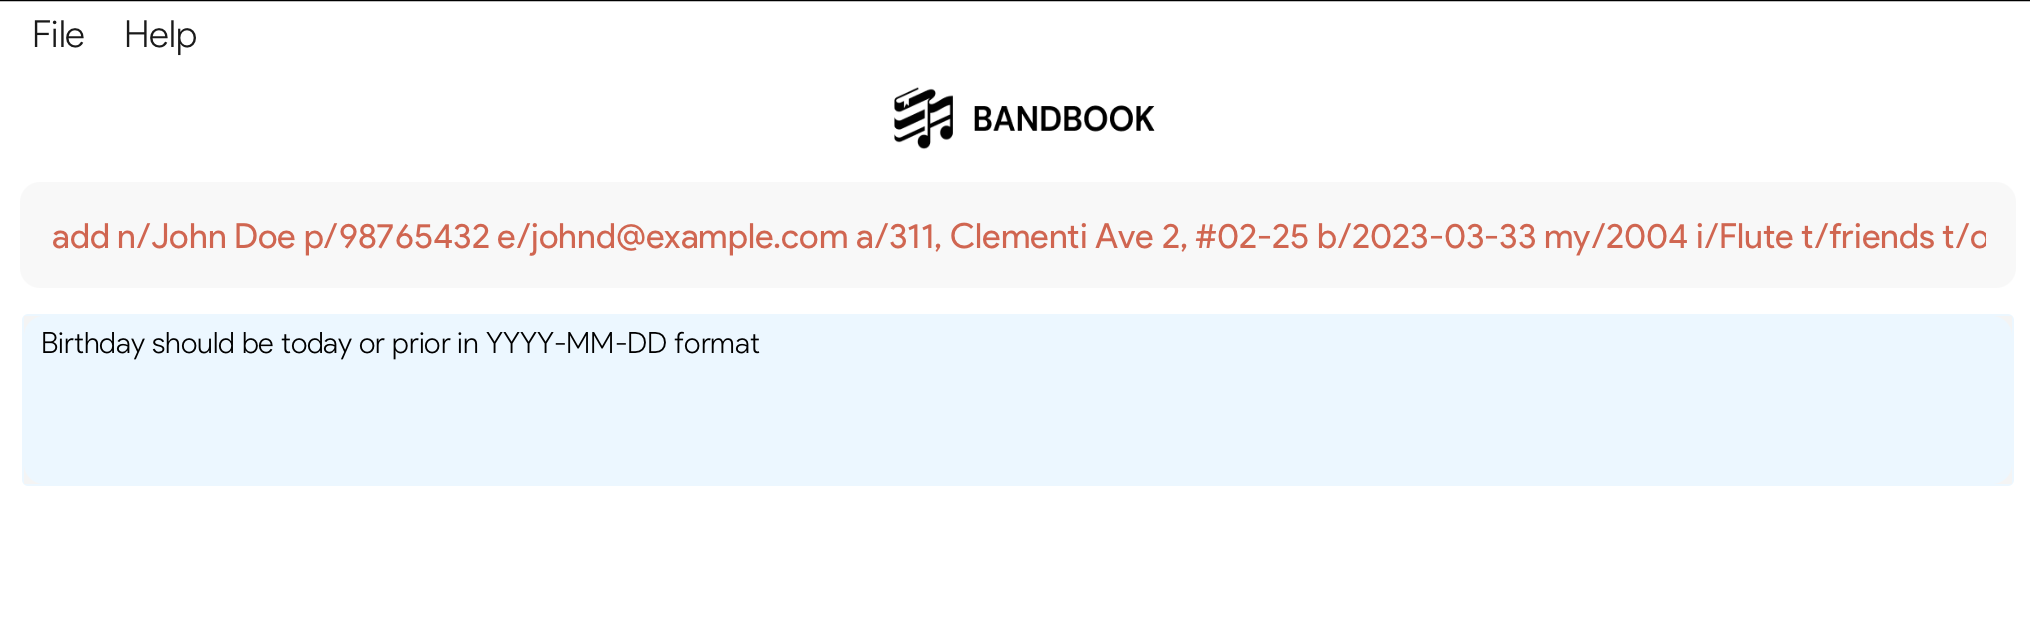 File Help
BANDBOOK
add n/John Doe p/98765432 e/johnd@example.com a/311, Clementi Ave 2, #02-25 b/2023-03-33 my/2004 i/Flute t/friends t/o
Birthday should be today or prior in YYYY-MM-DD format